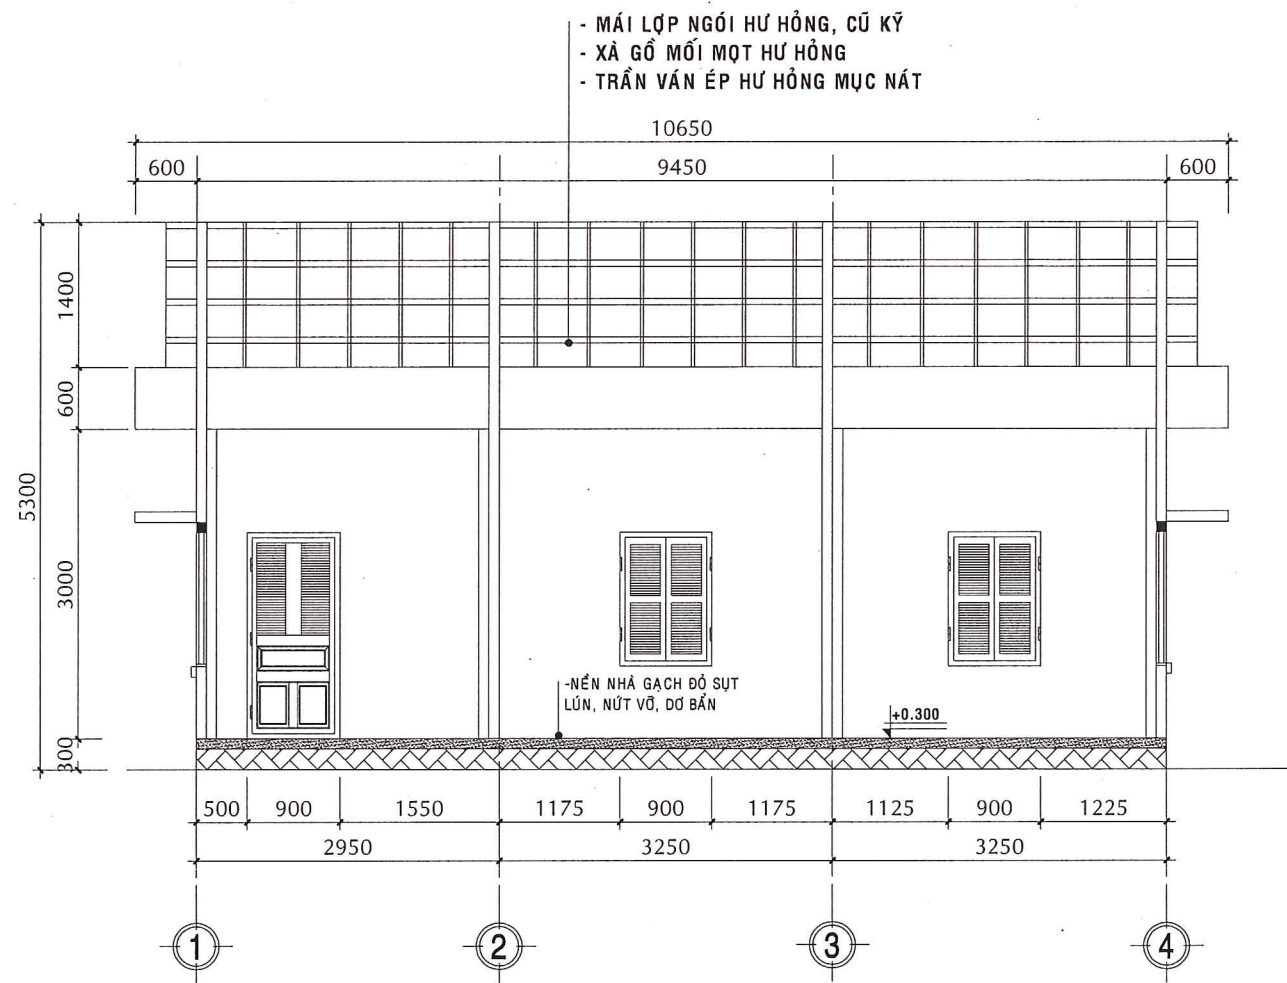 - MÁI LỢP NGÓI HƯ HỎNG, CŨ KỸ
- XÀ GỒ MỐI MỌT HƯ HỎNG
- TRẦN VÁN ÉP HƯ HỎNG MỤC NÁT
10650
600 9450 600
1400
600
5300
3000
300
-NỀN NHÀ GẠCH ĐỎ SỤT
LÚN, NỨT VỠ, DƠ BẨN
+0.300
500 900 1550 1175 900 1175 1125 900 1225
2950 3250 3250
1 2 3 4